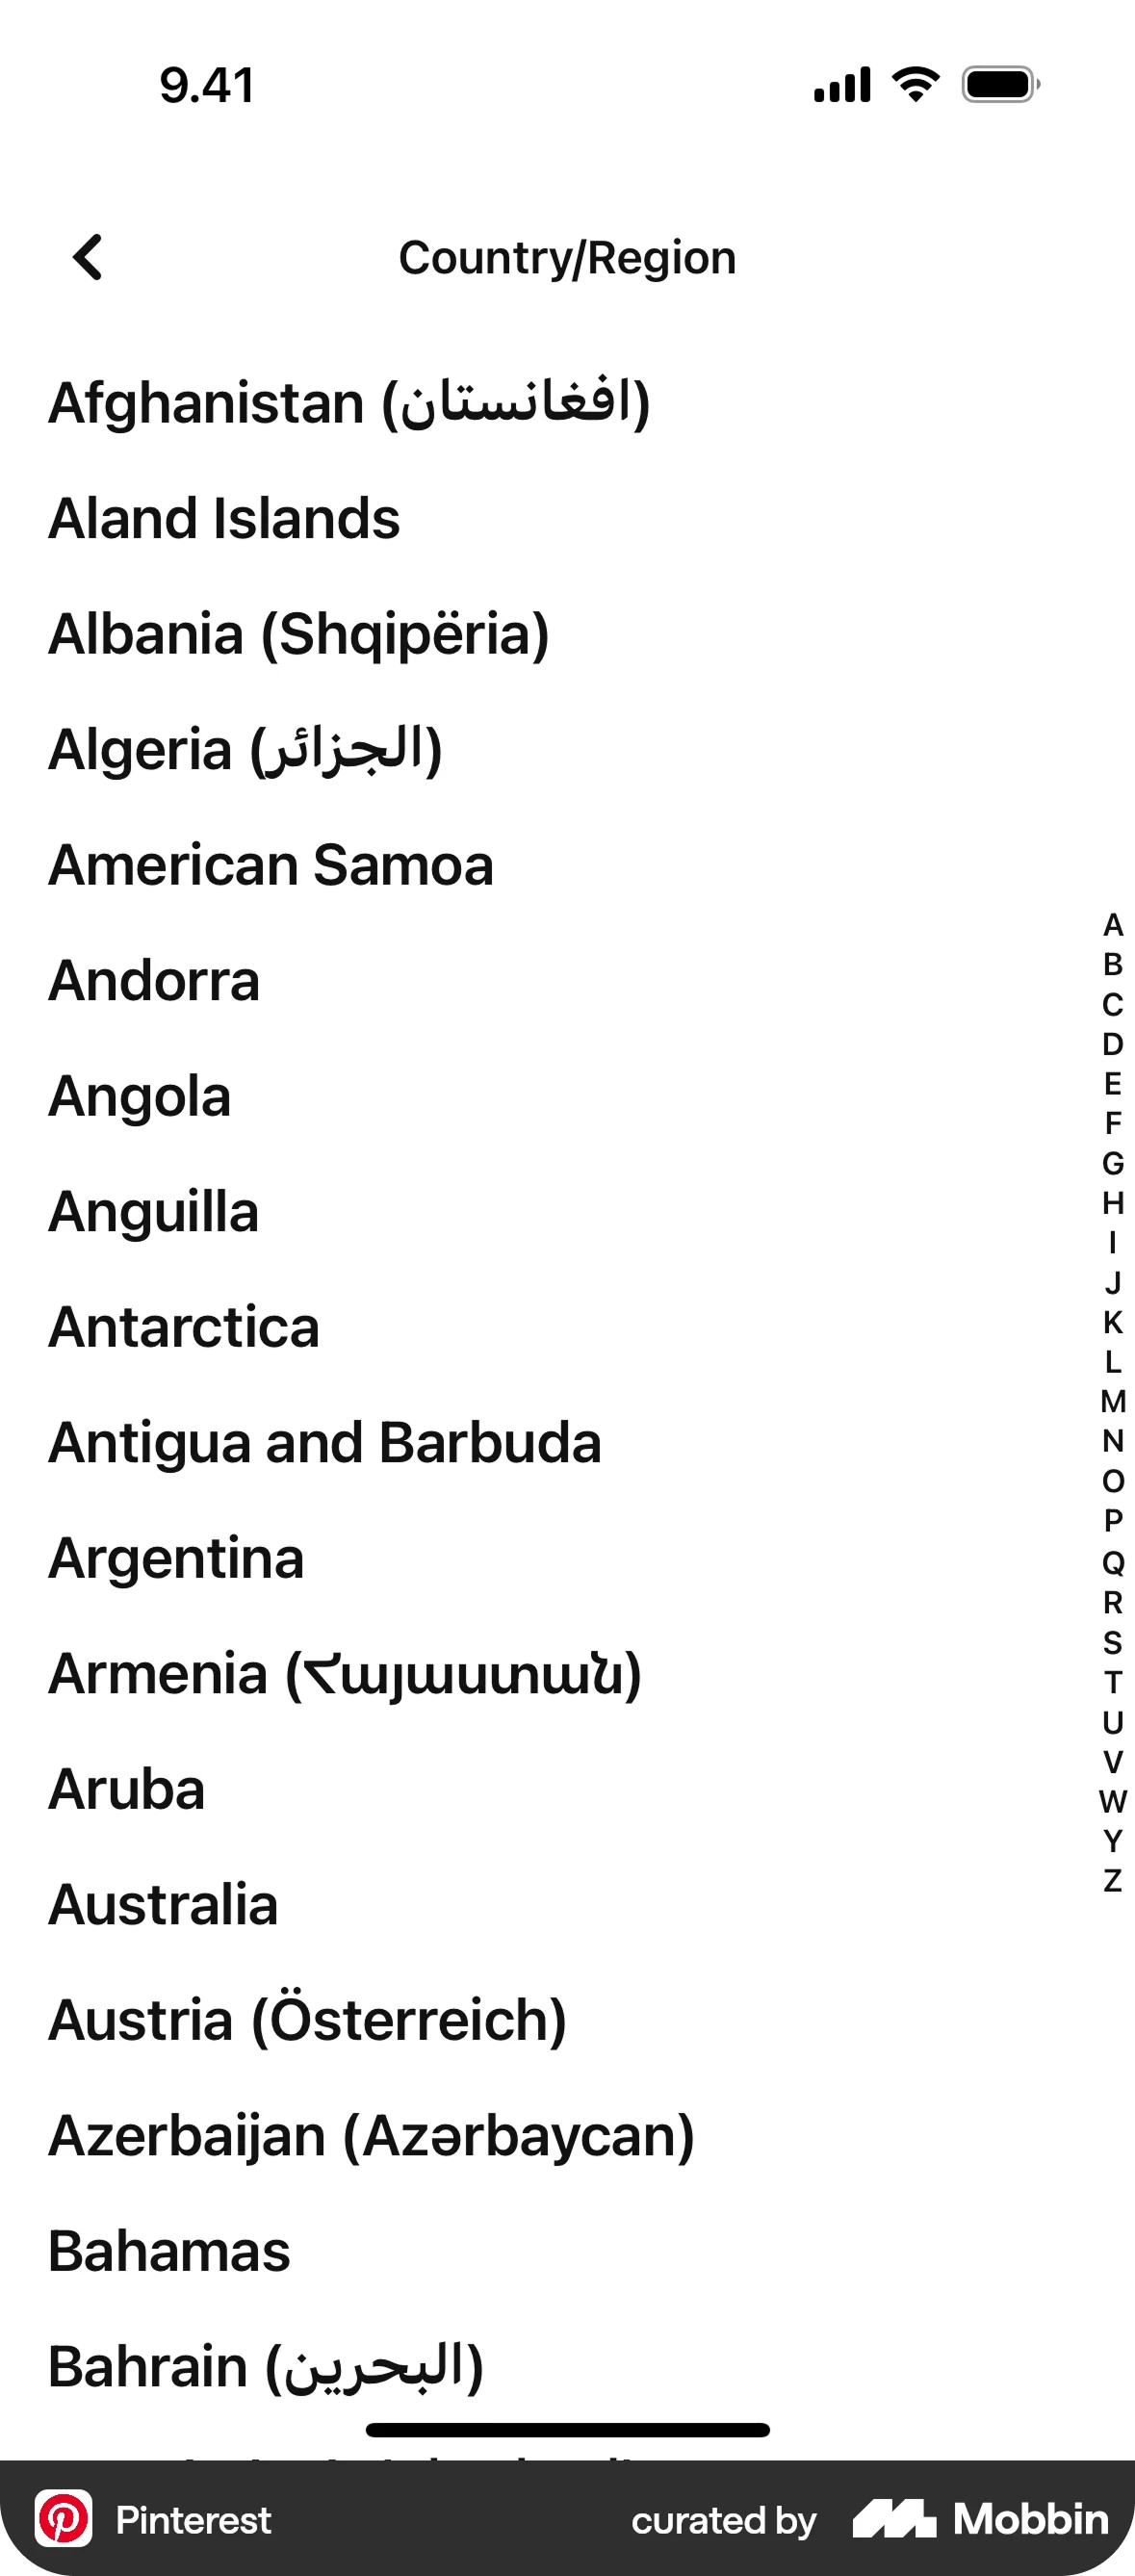 9.41
Country/Region
Afghanistan (افغانستان)
Aland Islands
Albania (Shqipëria)
Algeria (الجزائر)
American Samoa
Andorra
Angola
Anguilla
Antarctica
Antigua and Barbuda
Argentina
Armenia (Հայաստան)
Aruba
Australia
Austria (Österreich)
Azerbaijan (Azərbaycan)
Bahamas
Bahrain (البحرين)
A
B
C
D
E
F
G
H
I
J
K
L
M
N
O
P
Q
R
S
T
U
V
W
Y
Z
Pinterest
curated by Mobbin